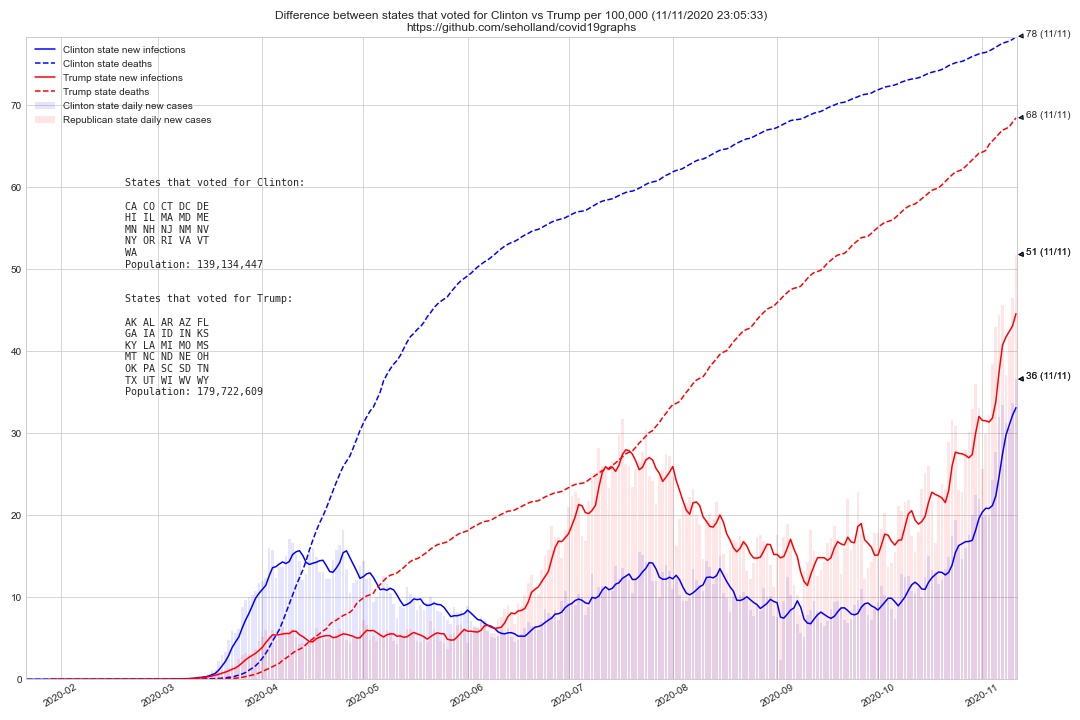 Difference between states that voted for Clinton vs Trump per 100,000 (11/11/2020 23:05:33)
https://github.com/seholland/covid19graphs
Clinton state new infections
Clinton state deaths
Trump state new infections
Trump state deaths
Clinton state daily new cases
Republican state daily new cases
States that voted for Clinton:
CA CO CT DC DE
HI IL MA MD ME
MN NH NJ NM NV
NY OR RI VA VT
WA
Population: 139,134,447
States that voted for Trump:
AK AL AR AZ FL
GA IA ID IN KS
KY LA MI MO MS
MT NC ND NE OH
OK PA SC SD TN
TX UT WI WV WY
Population: 179,722,609
78 (11/11)
68 (11/11)
51 (11/11)
36 (11/11)
70
60
50
40
30
20
10
0
2020-02
2020-03
2020-04
2020-05
2020-06
2020-07
2020-08
2020-09
2020-10
2020-11